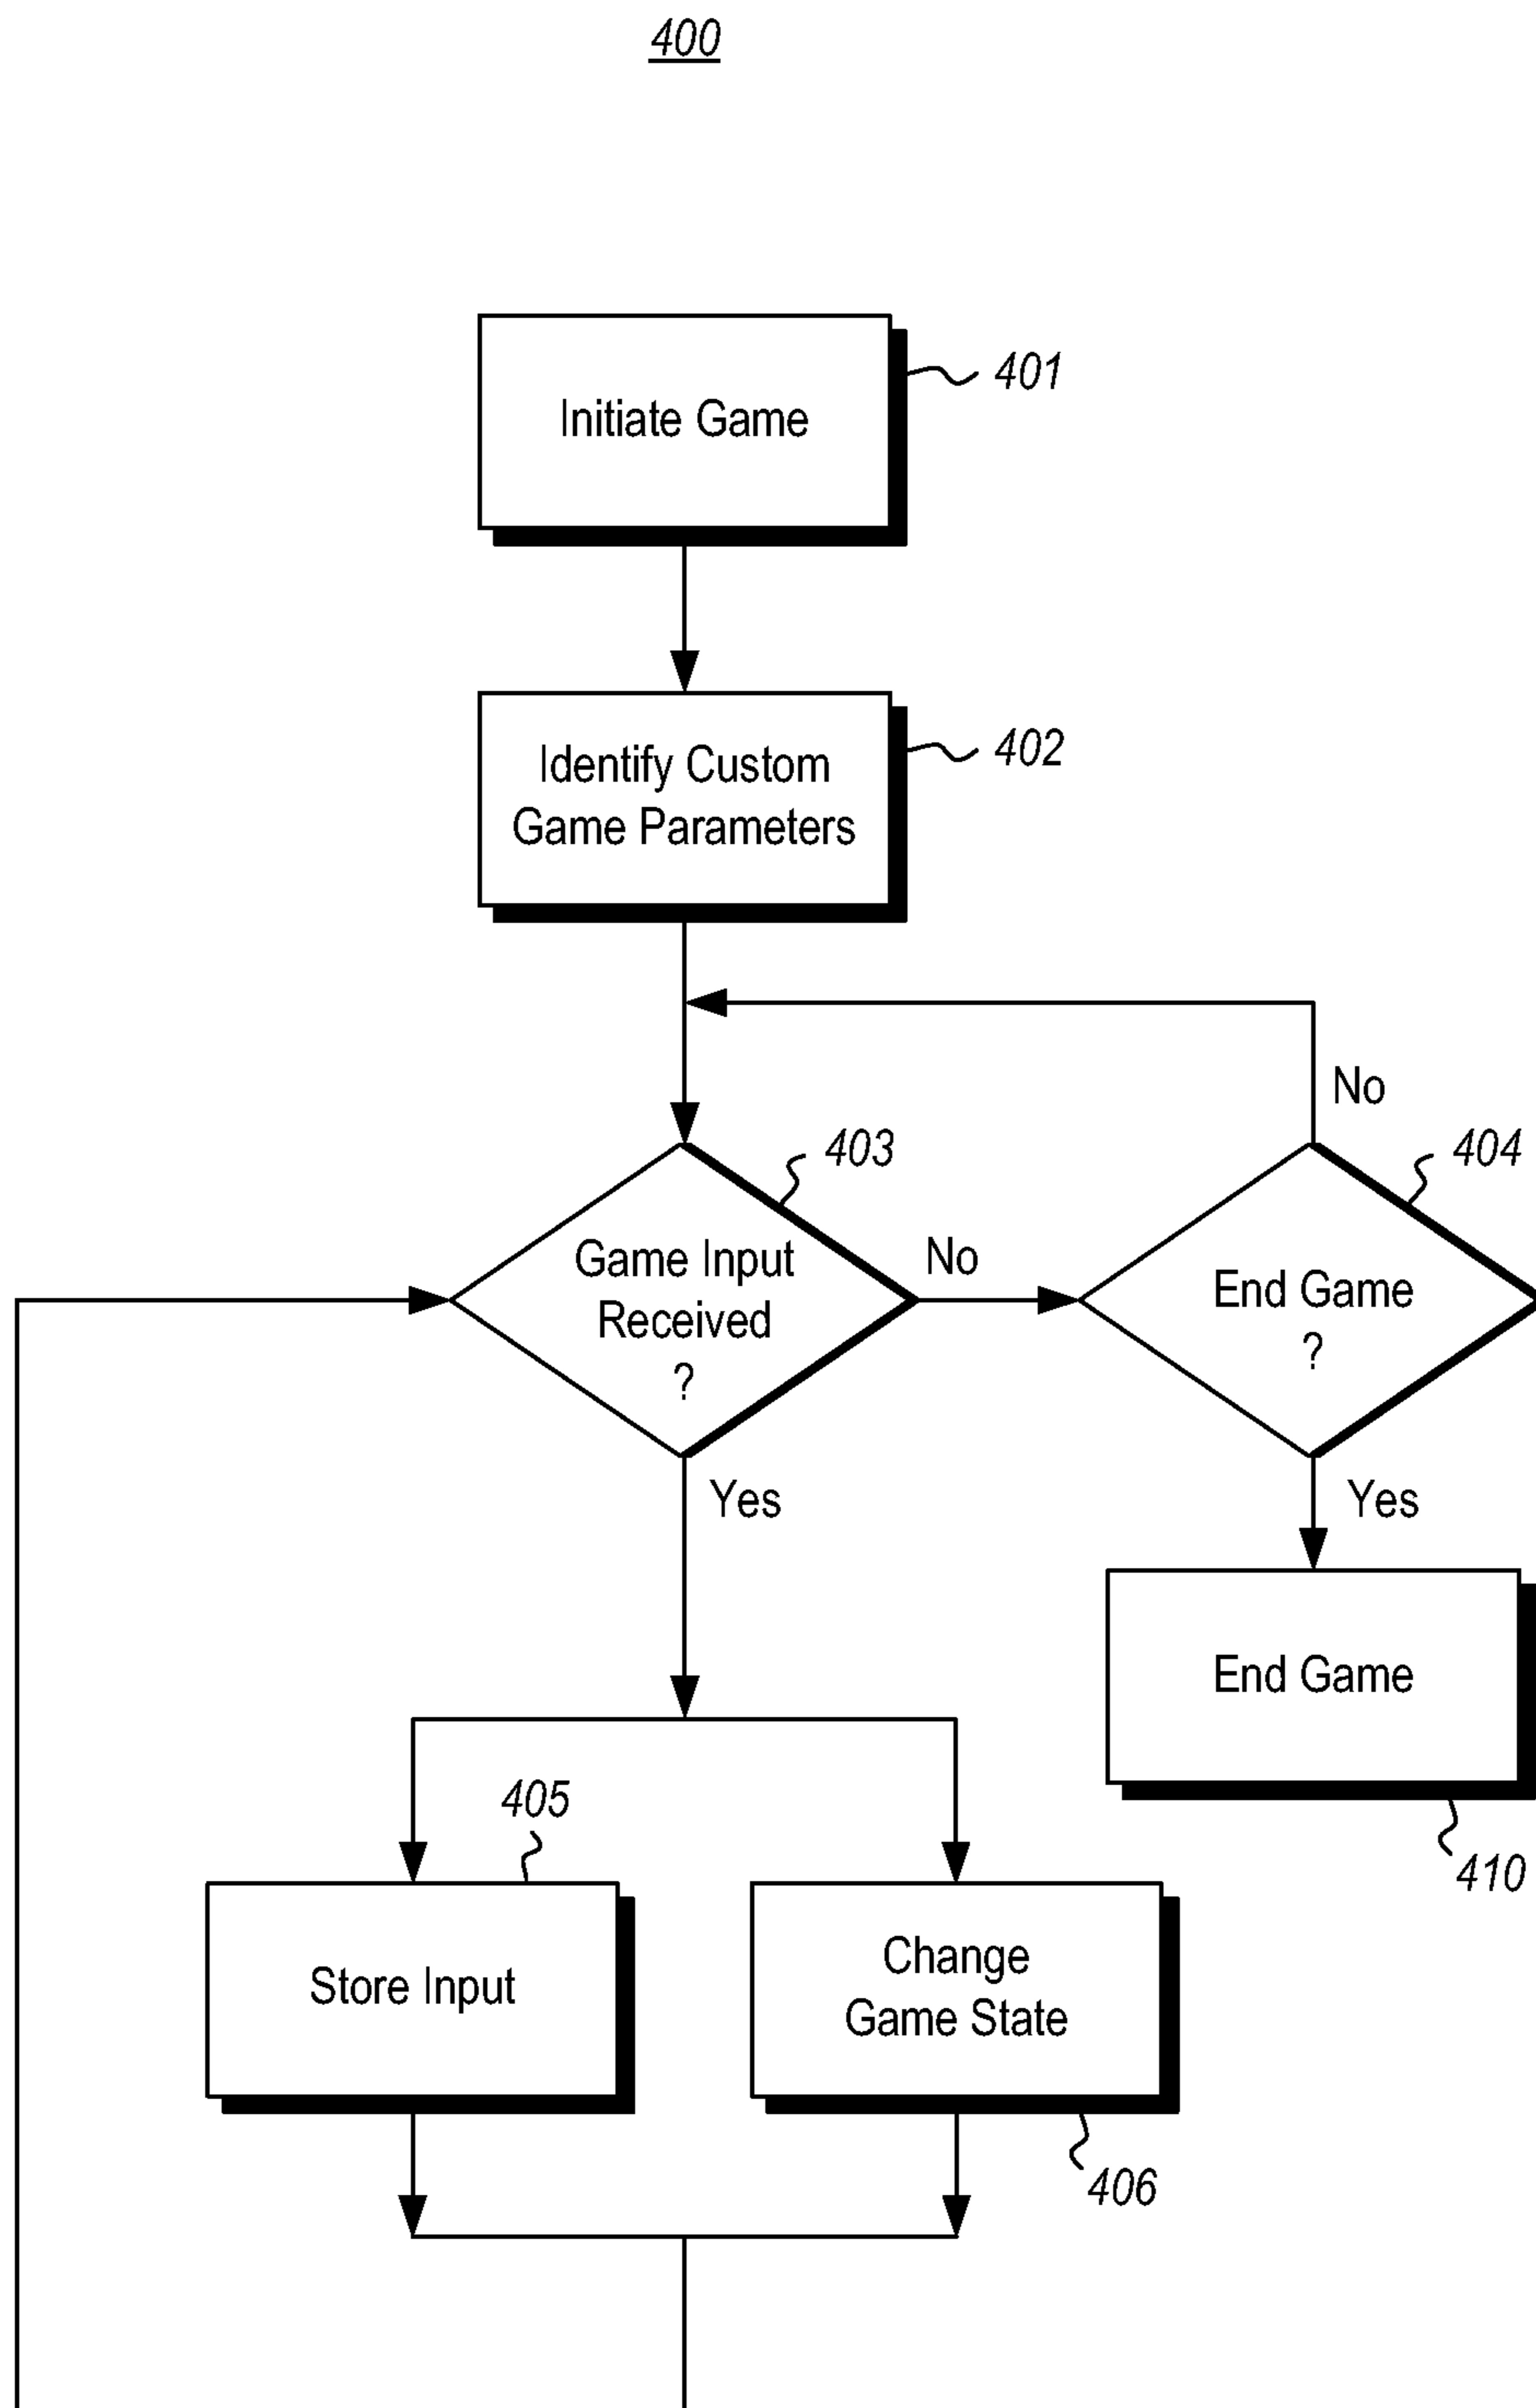 400
Initiate Game
401
Identify Custom
Game Parameters
402
No
403
404
Game Input
Received
?
No
End Game
?
Yes
Yes
End Game
405
410
Store Input
Change
Game State
406